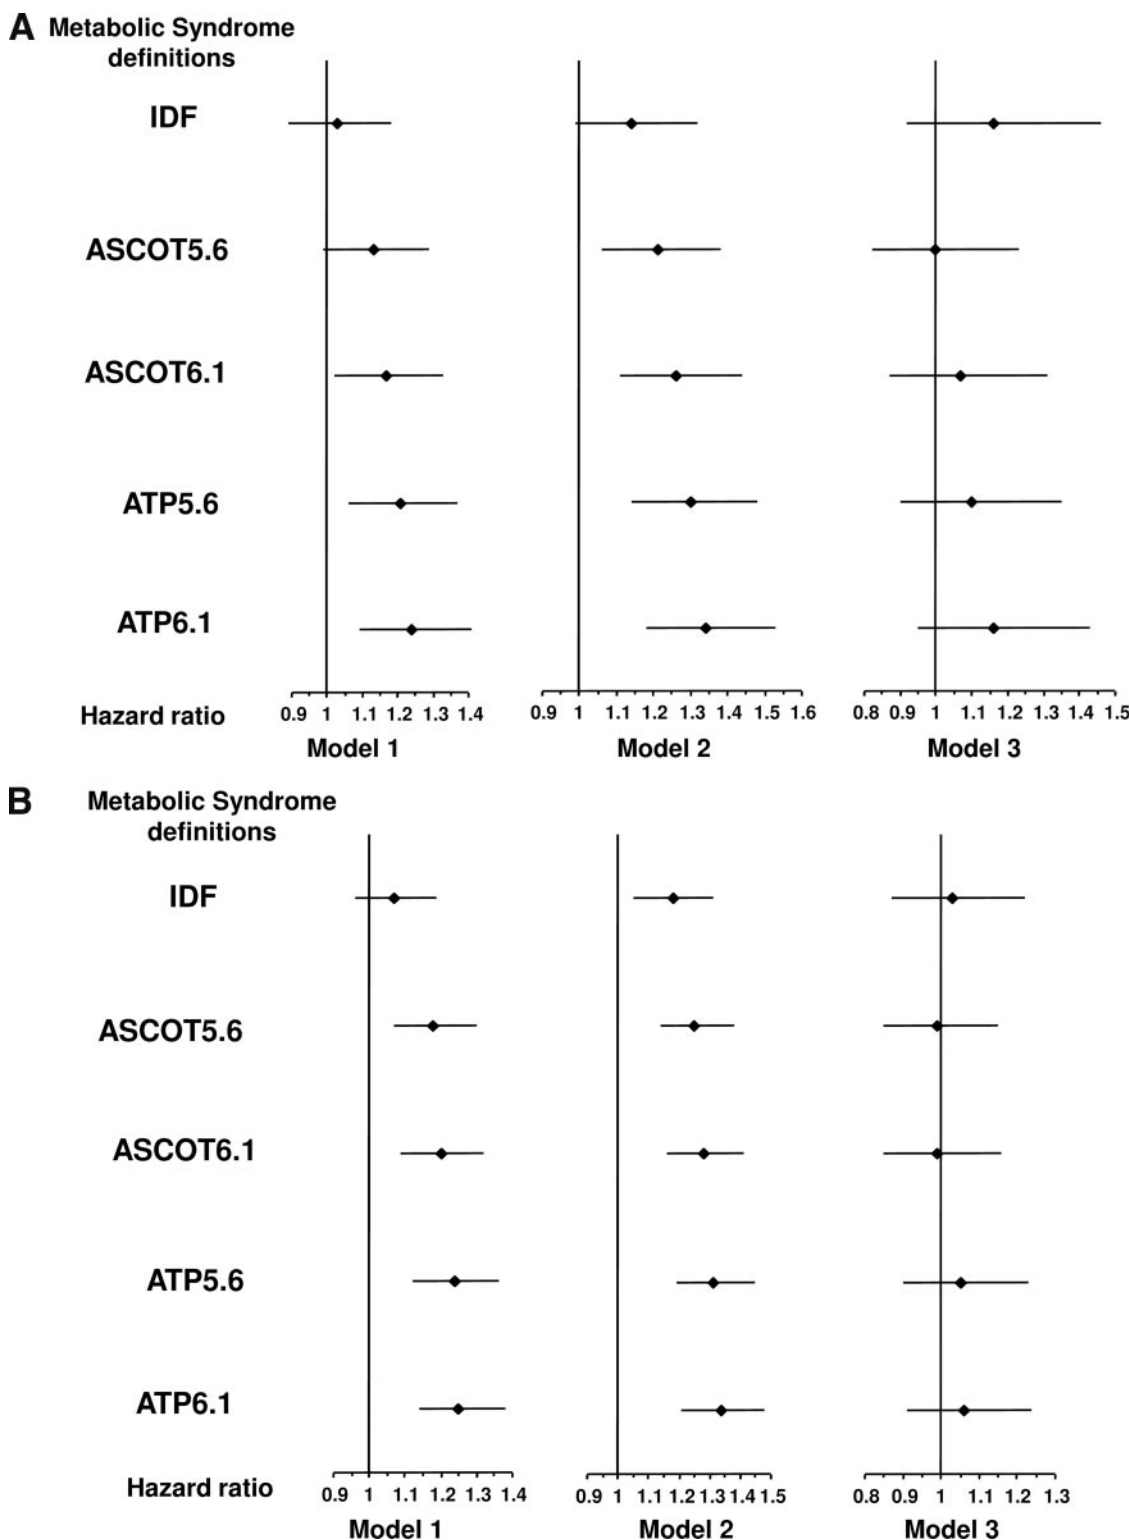 A Metabolic Syndrome
definitions
IDF
ASCOT5.6
ASCOT6.1
ATP5.6
ATP6.1
Hazard ratio
0.9 1 1.1 1.2 1.3 1.4
0.9 1 1.1 1.2 1.3 1.4 1.5 1.6
0.8 0.9 1 1.1 1.2 1.3 1.4 1.5
Model 1 Model 2 Model 3
B Metabolic Syndrome
definitions
IDF
ASCOT5.6
ASCOT6.1
ATP5.6
ATP6.1
Hazard ratio
0.9 1 1.1 1.2 1.3 1.4
0.9 1 1.1 1.2 1.3 1.4 1.5
0.8 0.9 1 1.1 1.2 1.3
Model 1 Model 2 Model 3